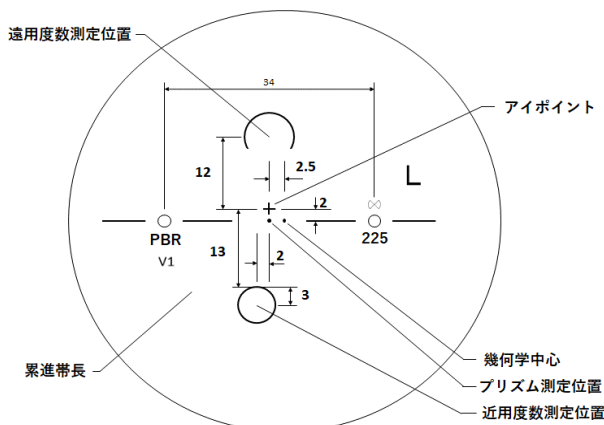 遠用度数測定位置
34
アイポイント
12
2.5
L
2
PBR
225
V1
13
2
3
累進帯長
幾何学中心
プリズム測定位置
近用度数測定位置